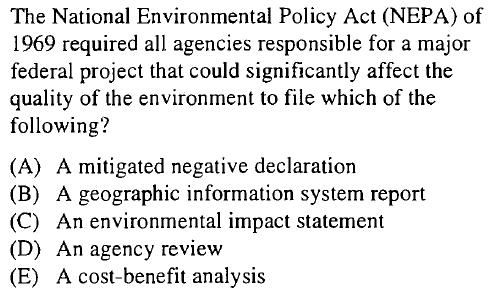 The National Environmental Policy Act (NEPA) of
1969 required all agencies responsible for a major
federal project that could significantly affect the
quality of the environment to file which of the
following?
(A) A mitigated negative declaration
(B) A geographic information system report
(C) An environmental impact statement
(D) An agency review
(E) A cost-benefit analysis